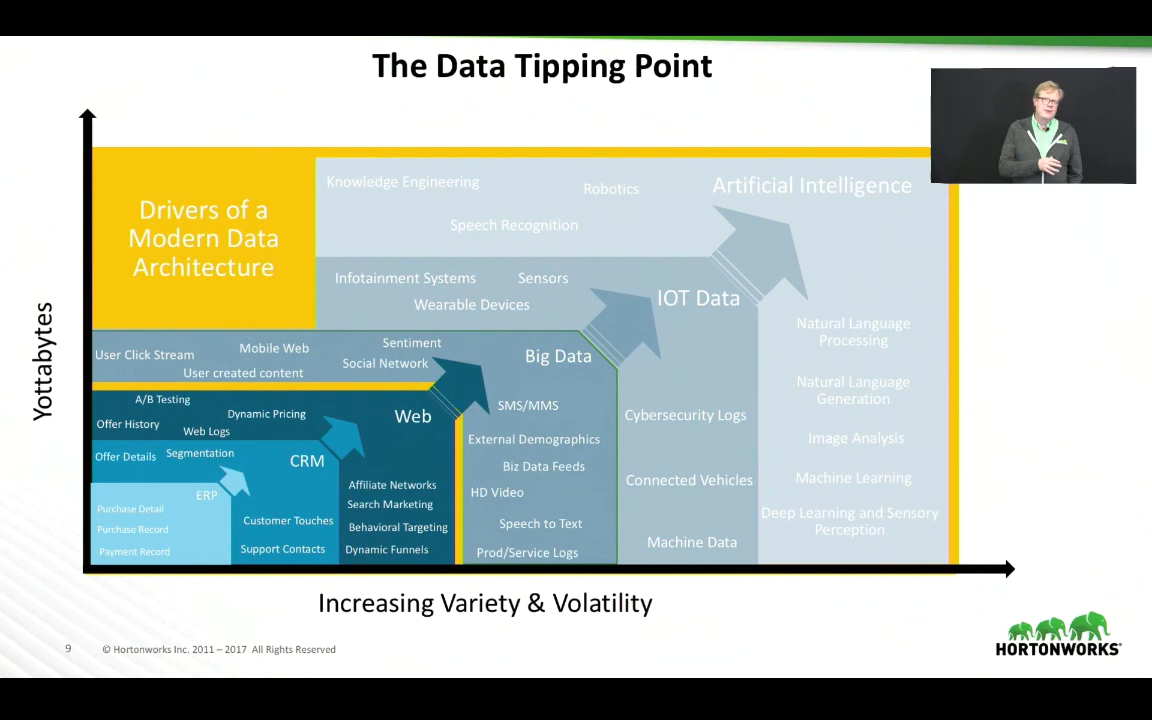 The Data Tipping Point
Drivers of a
Modern Data
Architecture
Knowledge Engineering
Robotics
Artificial Intelligence
Speech Recognition
Infotainment Systems
Sensors
Wearable Devices
IOT Data
Natural Language
Processing
Natural Language
Generation
Image Analysis
Machine Learning
Deep Learning and Sensory
Perception
Cybersecurity Logs
Connected Vehicles
Machine Data
User Click Stream
Mobile Web
Sentiment
Social Network
User created content
Big Data
SMS/MMS
External Demographics
Biz Data Feeds
HD Video
Speech to Text
Prod/Service Logs
A/B Testing
Dynamic Pricing
Offer History
Web Logs
Web
Affiliate Networks
Search Marketing
Behavioral Targeting
Dynamic Funnels
Offer Details
Segmentation
CRM
Customer Touches
Support Contacts
ERP
Purchase Detail
Purchase Record
Payment Record
Yottabytes
Increasing Variety & Volatility
9
© Hortonworks Inc. 2011 – 2017 All Rights Reserved
HORTONWORKS